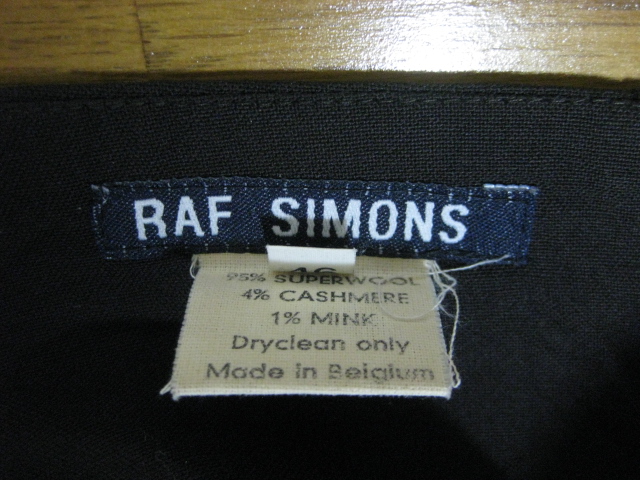 RAF SIMONS
95% SUPERWOOL
4% CASHMERE
1% MINK
Dryclean only
Made in Belgium